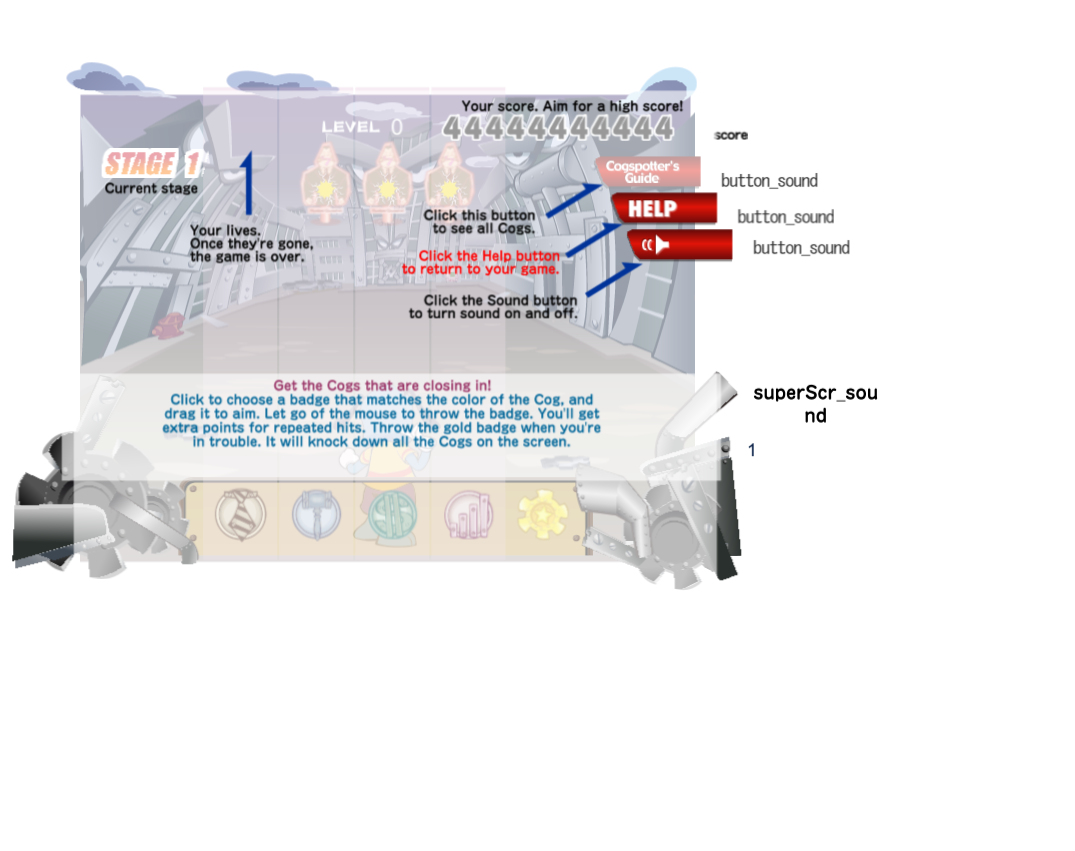 Your score. Aim for a high score!
LEVEL 0
44444444444
score
STAGE 1
Current stage
Cogspotter's
Guide
button_sound
HELP
button_sound
button_sound
Click this button
to see all Cogs.
Your lives.
Once they're gone,
the game is over.
Click the Help button
to return to your game.
Click the Sound button
to turn sound on and off.
Get the Cogs that are closing in!
Click to choose a badge that matches the color of the Cog, and
drag it to aim. Let go of the mouse to throw the badge. You'll get
extra points for repeated hits. Throw the gold badge when you're
in trouble. It will knock down all the Cogs on the screen.
superScr_sou
nd
1